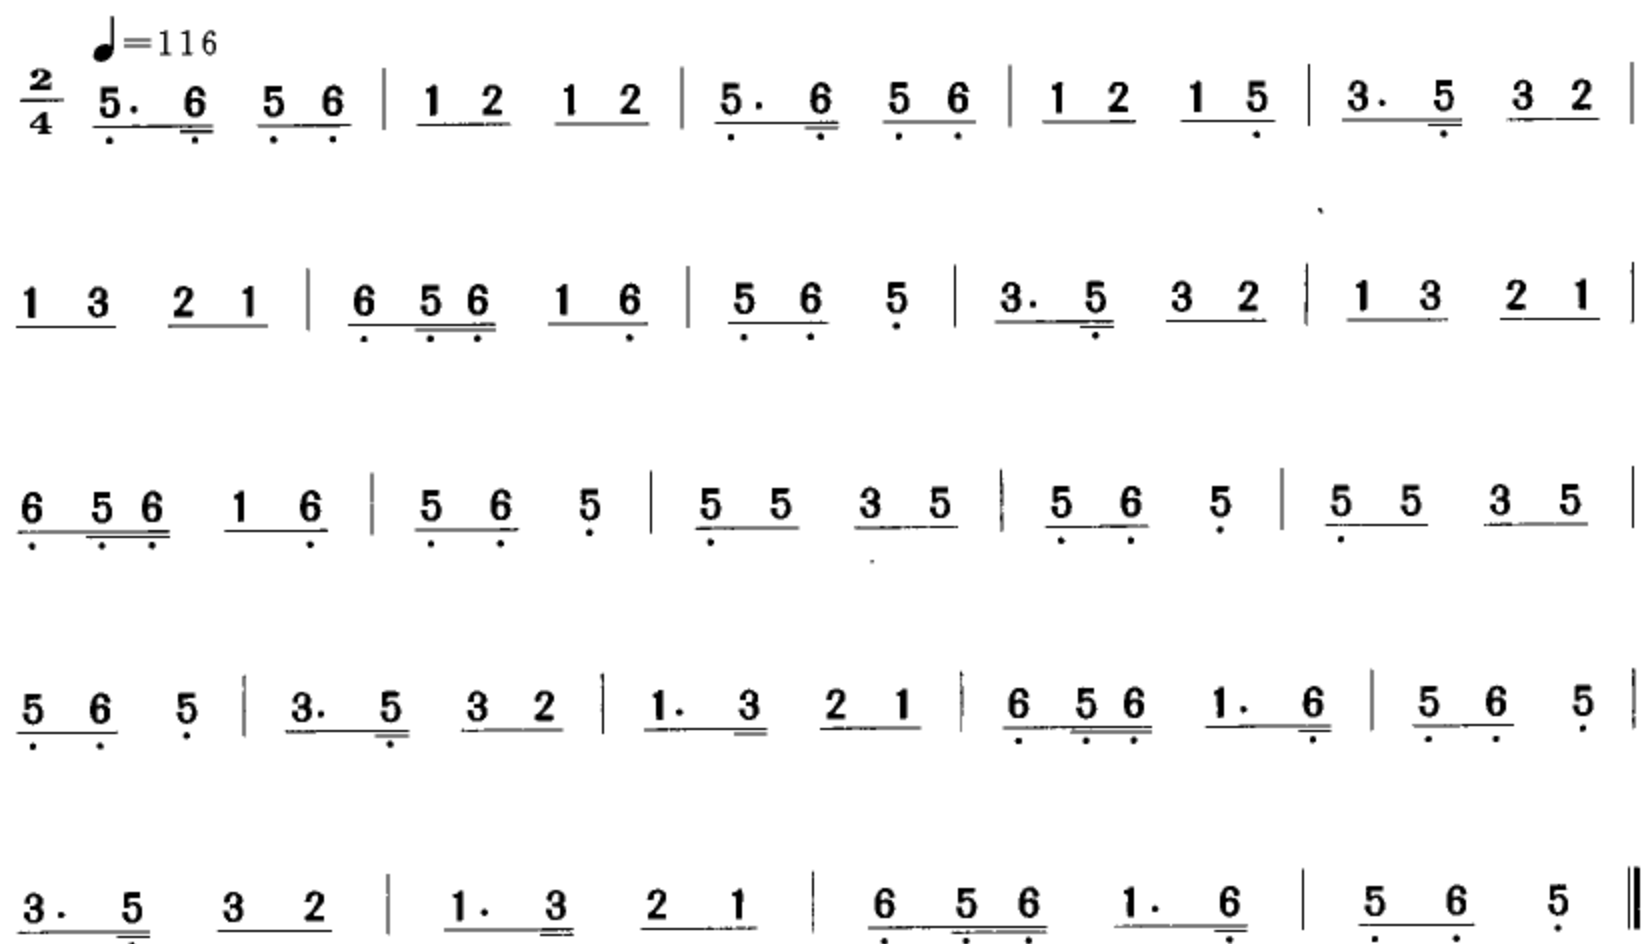 ♩=116
2/4 5. 6 5 6 | 1 2 1 2 | 5. 6 5 6 | 1 2 1 5 | 3. 5 3 2 |
1 3 2 1 | 6 5 6 1 6 | 5 6 5 | 3. 5 3 2 | 1 3 2 1 |
6 5 6 1 6 | 5 6 5 | 5 5 3 5 | 5 6 5 | 5 5 3 5 |
5 6 5 | 3. 5 3 2 | 1. 3 2 1 | 6 5 6 1. 6 | 5 6 5 |
3. 5 3 2 | 1. 3 2 1 | 6 5 6 1. 6 | 5 6 5 ‖